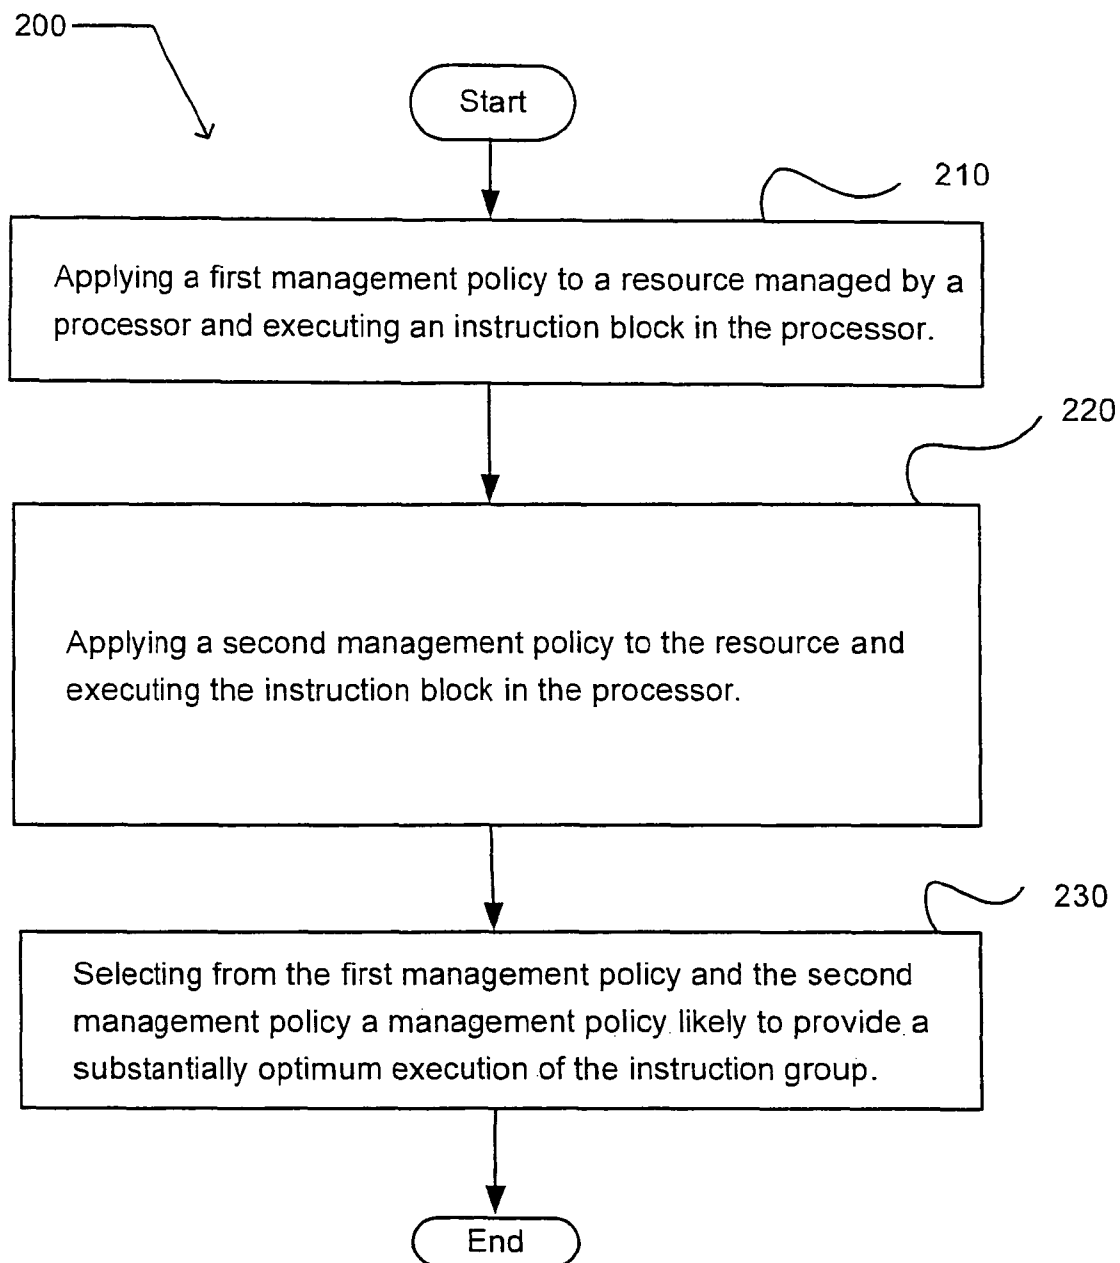 200
Start
210
Applying a first management policy to a resource managed by a
processor and executing an instruction block in the processor.
220
Applying a second management policy to the resource and
executing the instruction block in the processor.
230
Selecting from the first management policy and the second
management policy a management policy likely to provide a
substantially optimum execution of the instruction group.
End